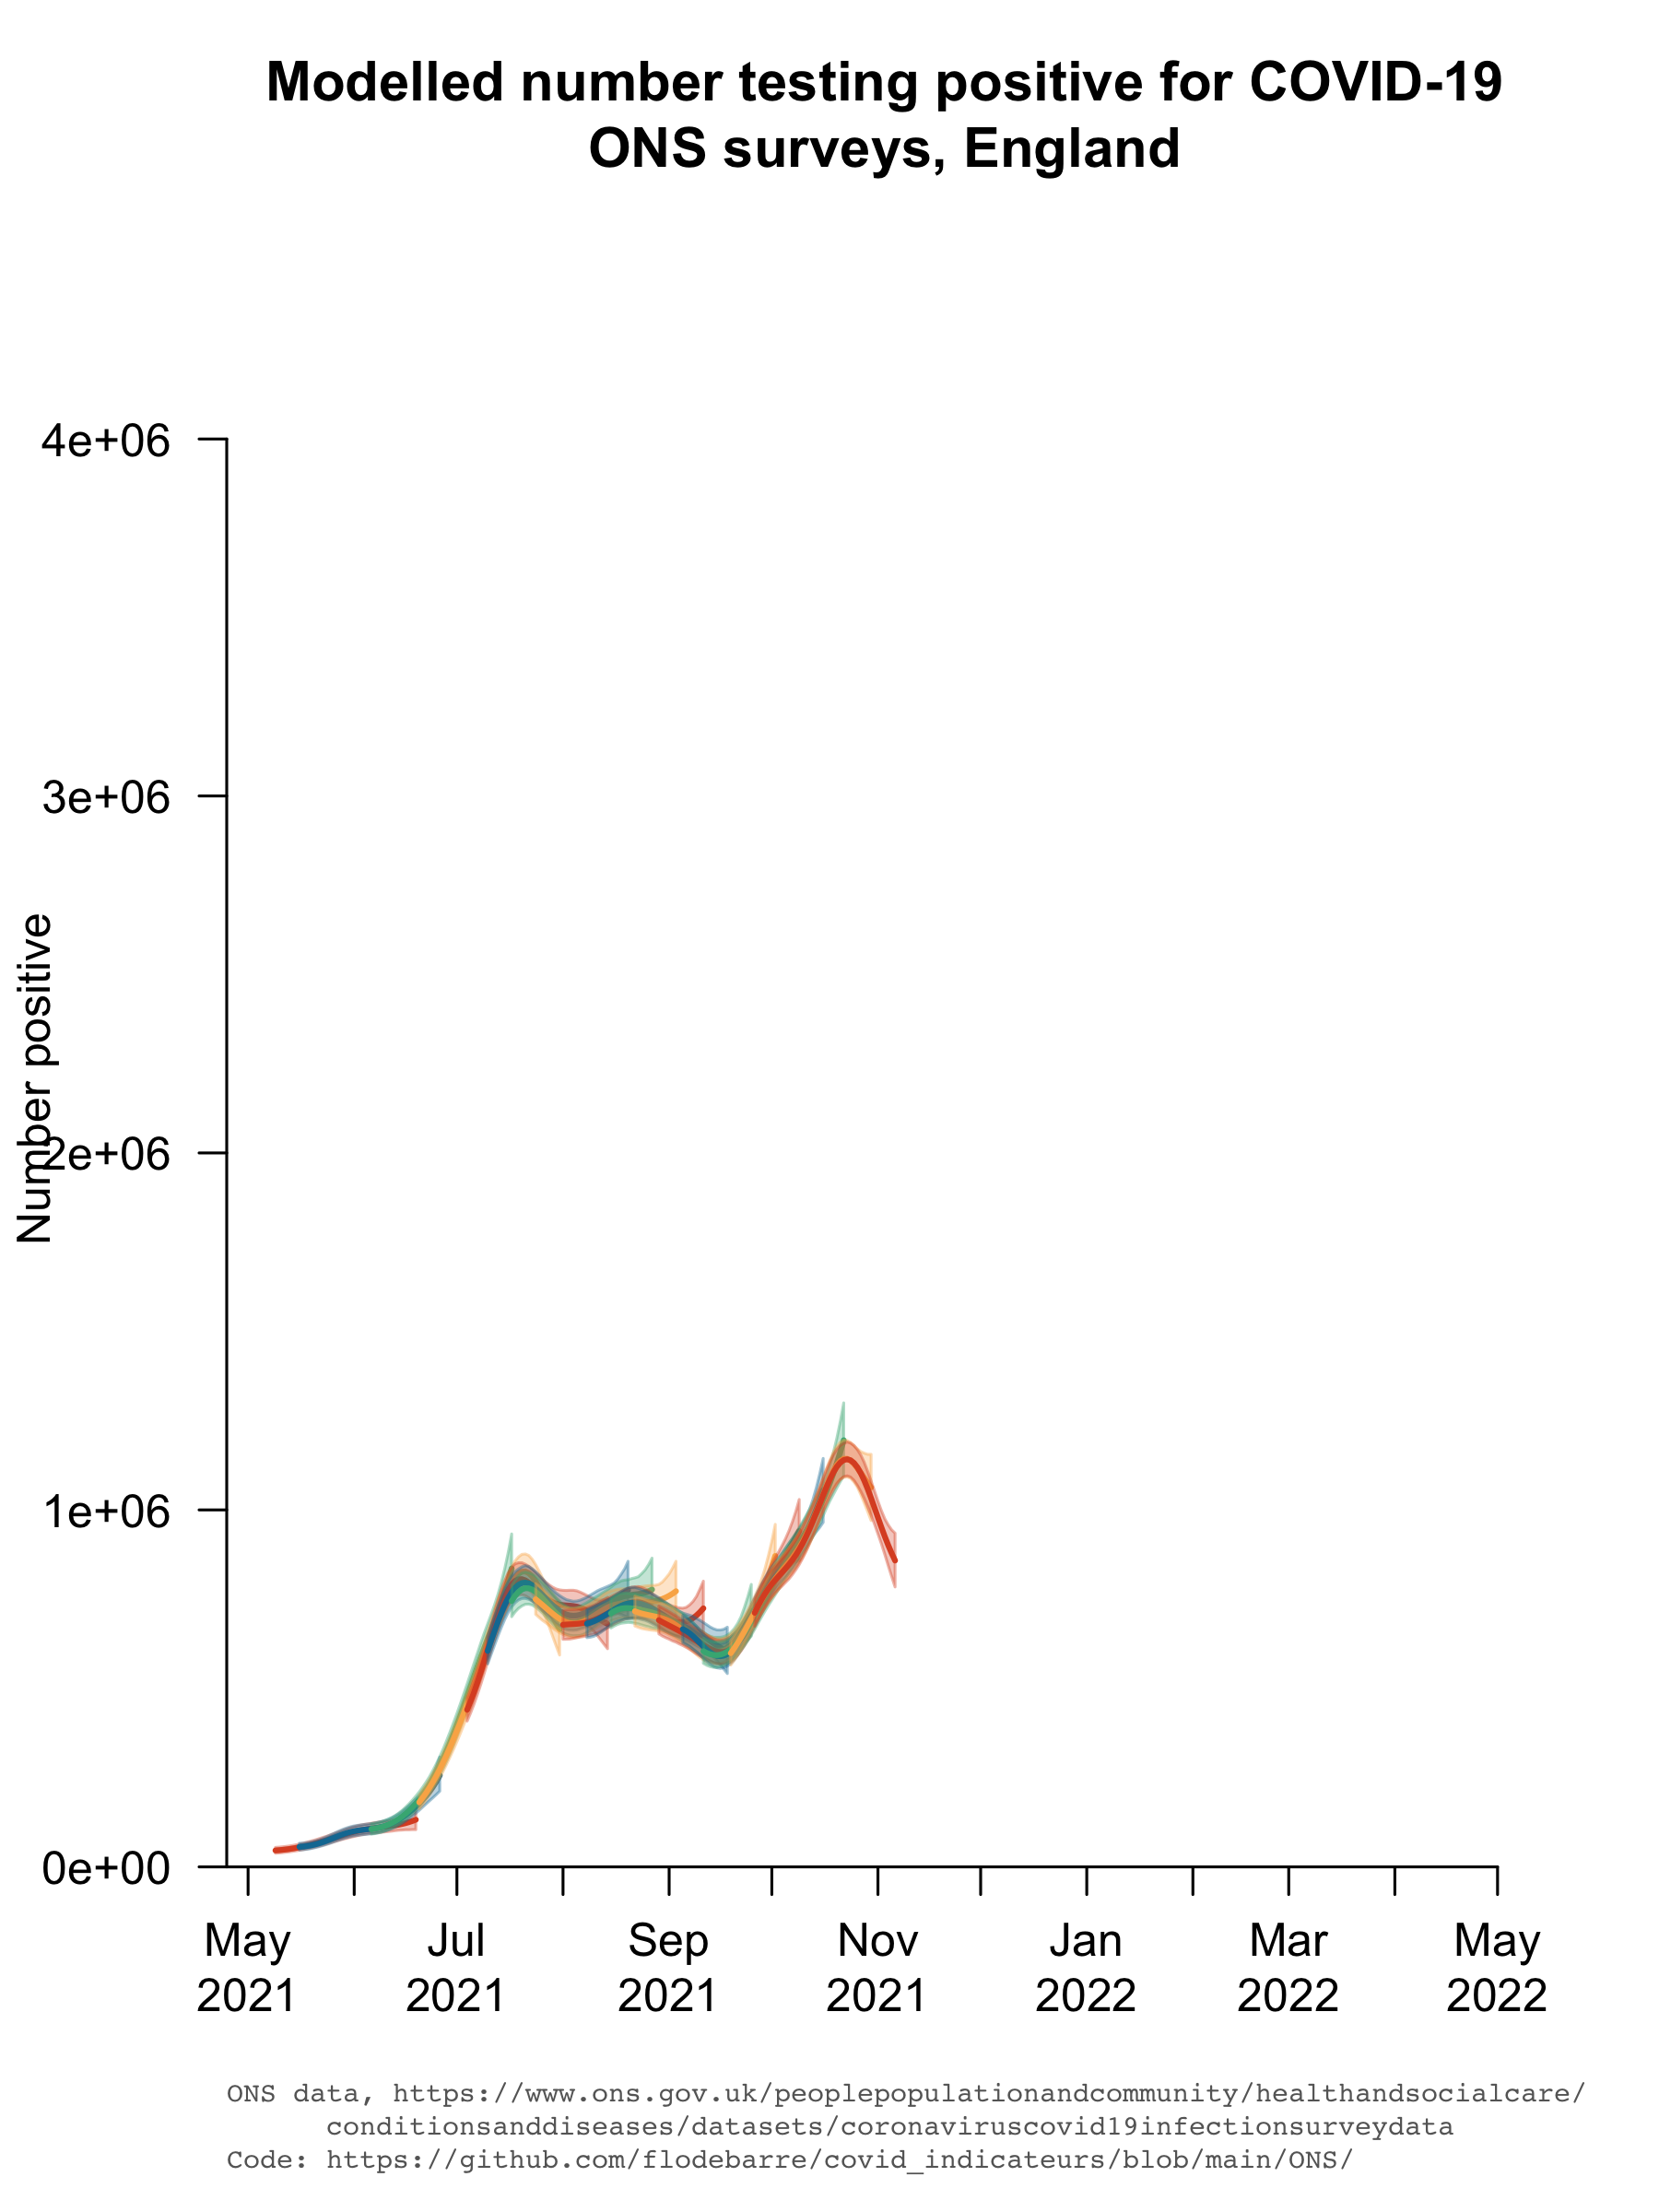 Modelled number testing positive for COVID-19
ONS surveys, England
4e+06
3e+06
2e+06
1e+06
0e+00
Number positive
May Jul Sep Nov Jan Mar May
2021 2021 2021 2021 2022 2022 2022
ONS data, https://www.ons.gov.uk/peoplepopulationandcommunity/healthandsocialcare/
conditionsanddiseases/datasets/coronaviruscovid19infectionsurveydata
Code: https://github.com/flodebarre/covid_indicateurs/blob/main/ONS/